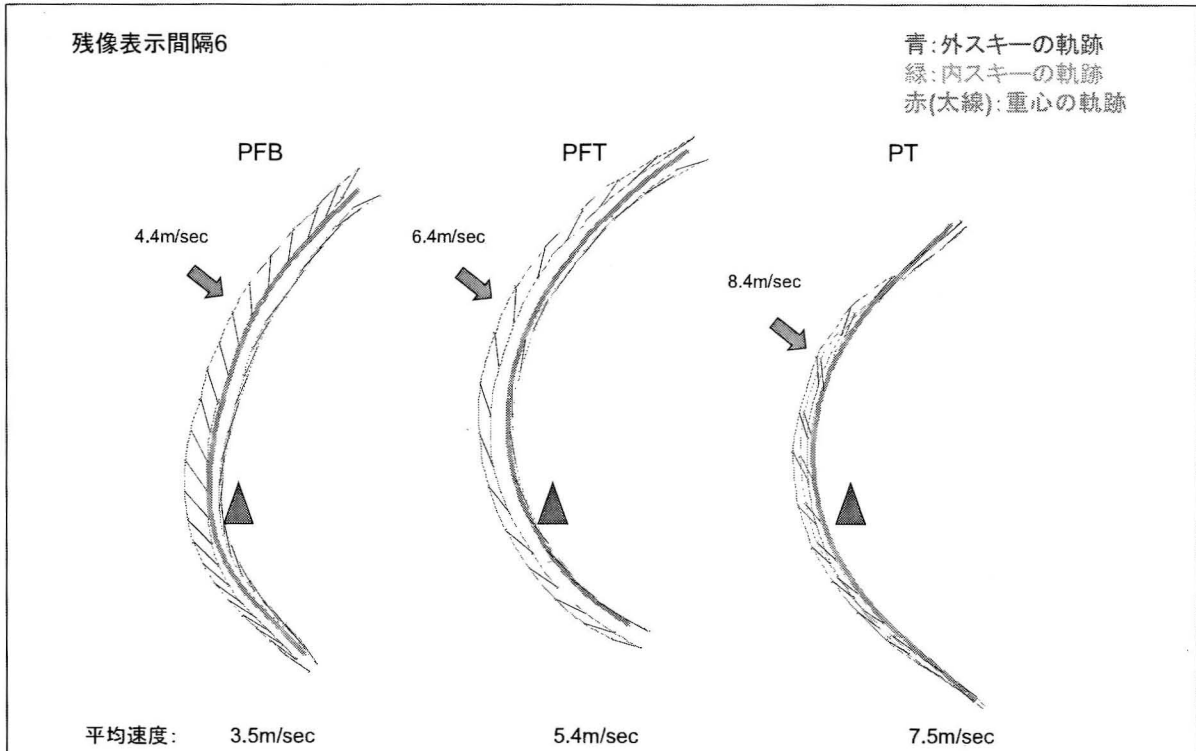 残像表示間隔6
青:外スキーの軌跡
緑:内スキーの軌跡
赤(太線):重心の軌跡
PFB
PFT
PT
4.4m/sec
6.4m/sec
8.4m/sec
平均速度: 3.5m/sec 5.4m/sec 7.5m/sec